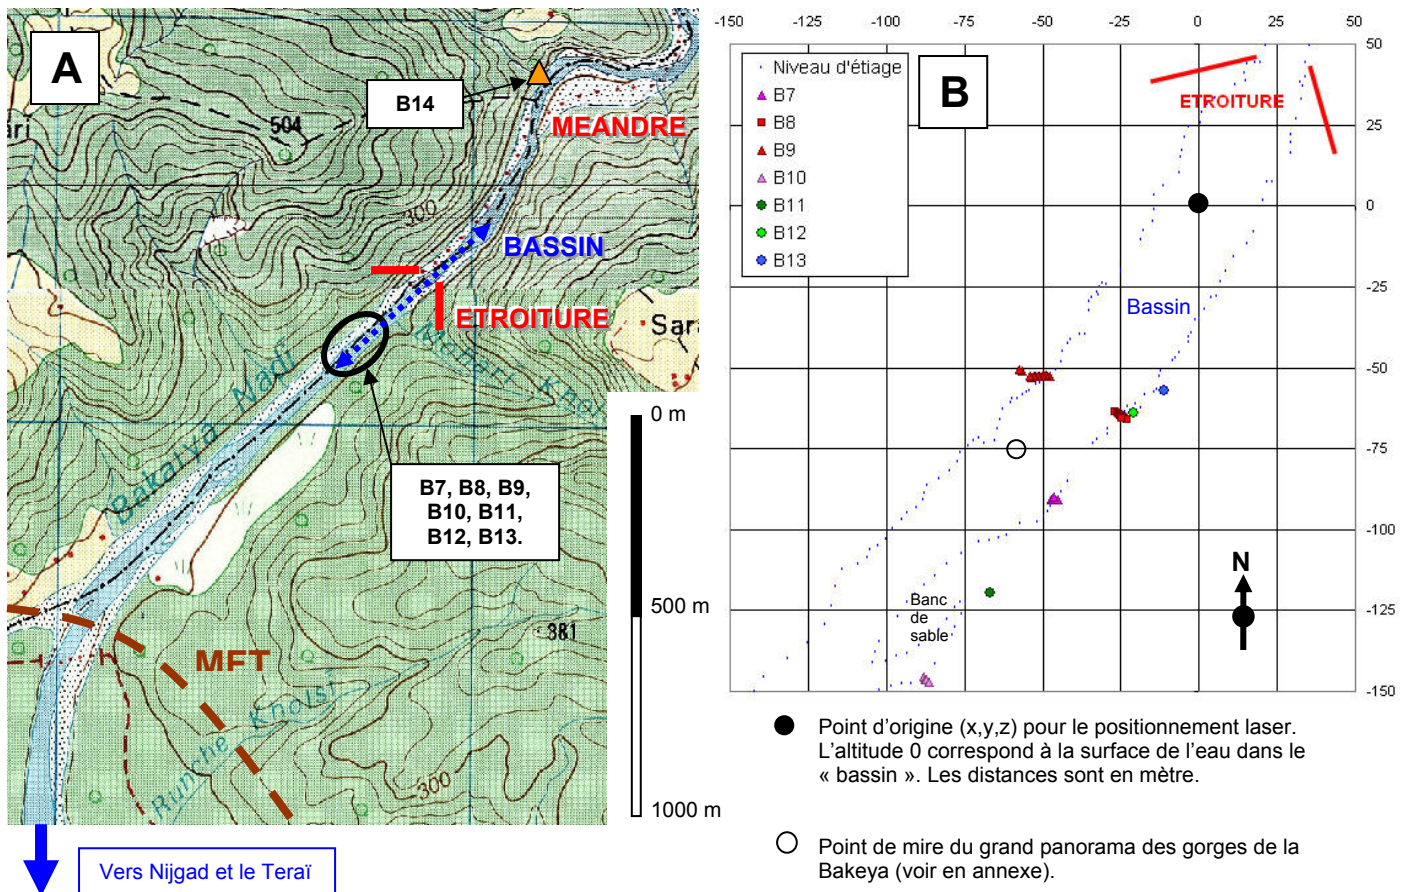 A
B14
504
MEANDRE
300
BASSIN
ETROITURE
Sar
Khahari Khols
Bakaiya Nadi
0 m
B7, B8, B9,
B10, B11,
B12, B13.
500 m
381
MFT
Runche Kholsi
300
1000 m
Vers Nijgad et le Teraï
-150 -125 -100 -75 -50 -25 0 25 50
B
Niveau d'étiage
B7
B8
B9
B10
B11
B12
B13
50
ETROITURE
25
0
-25
Bassin
-50
-75
-100
N
Banc
de
sable
-125
-150
Point d'origine (x,y,z) pour le positionnement laser.
L'altitude 0 correspond à la surface de l'eau dans le
« bassin ». Les distances sont en mètre.
Point de mire du grand panorama des gorges de la
Bakeya (voir en annexe).